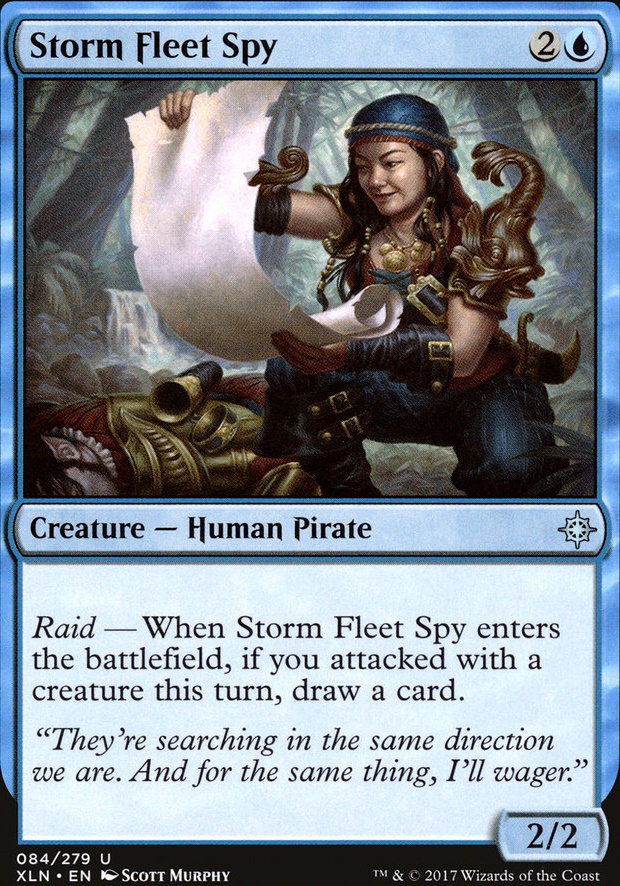 Storm Fleet Spy 2
Creature — Human Pirate
Raid — When Storm Fleet Spy enters
the battlefield, if you attacked with a
creature this turn, draw a card.
“They’re searching in the same direction
we are. And for the same thing, I’ll wager.”
2/2
084/279 U
XLN • EN Scott Murphy
™ & © 2017 Wizards of the Coast